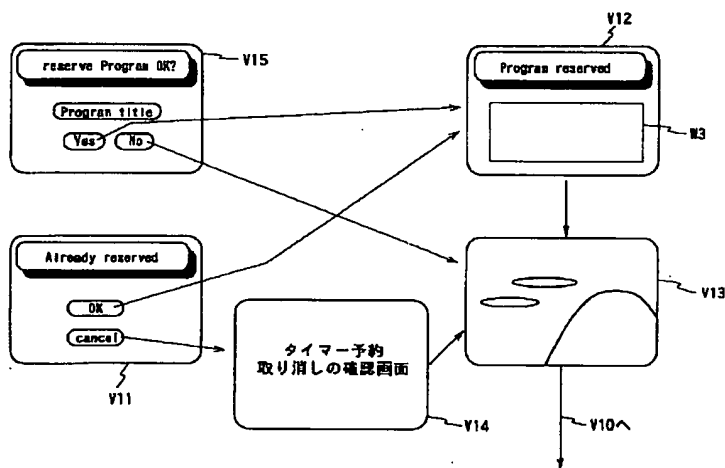 reserve Program OK?
V15
Program title
Yes
No
V12
Program reserved
W3
Already reserved
OK
cancel
V11
タイマー予約
取り消しの確認画面
V14
V13
V10へ